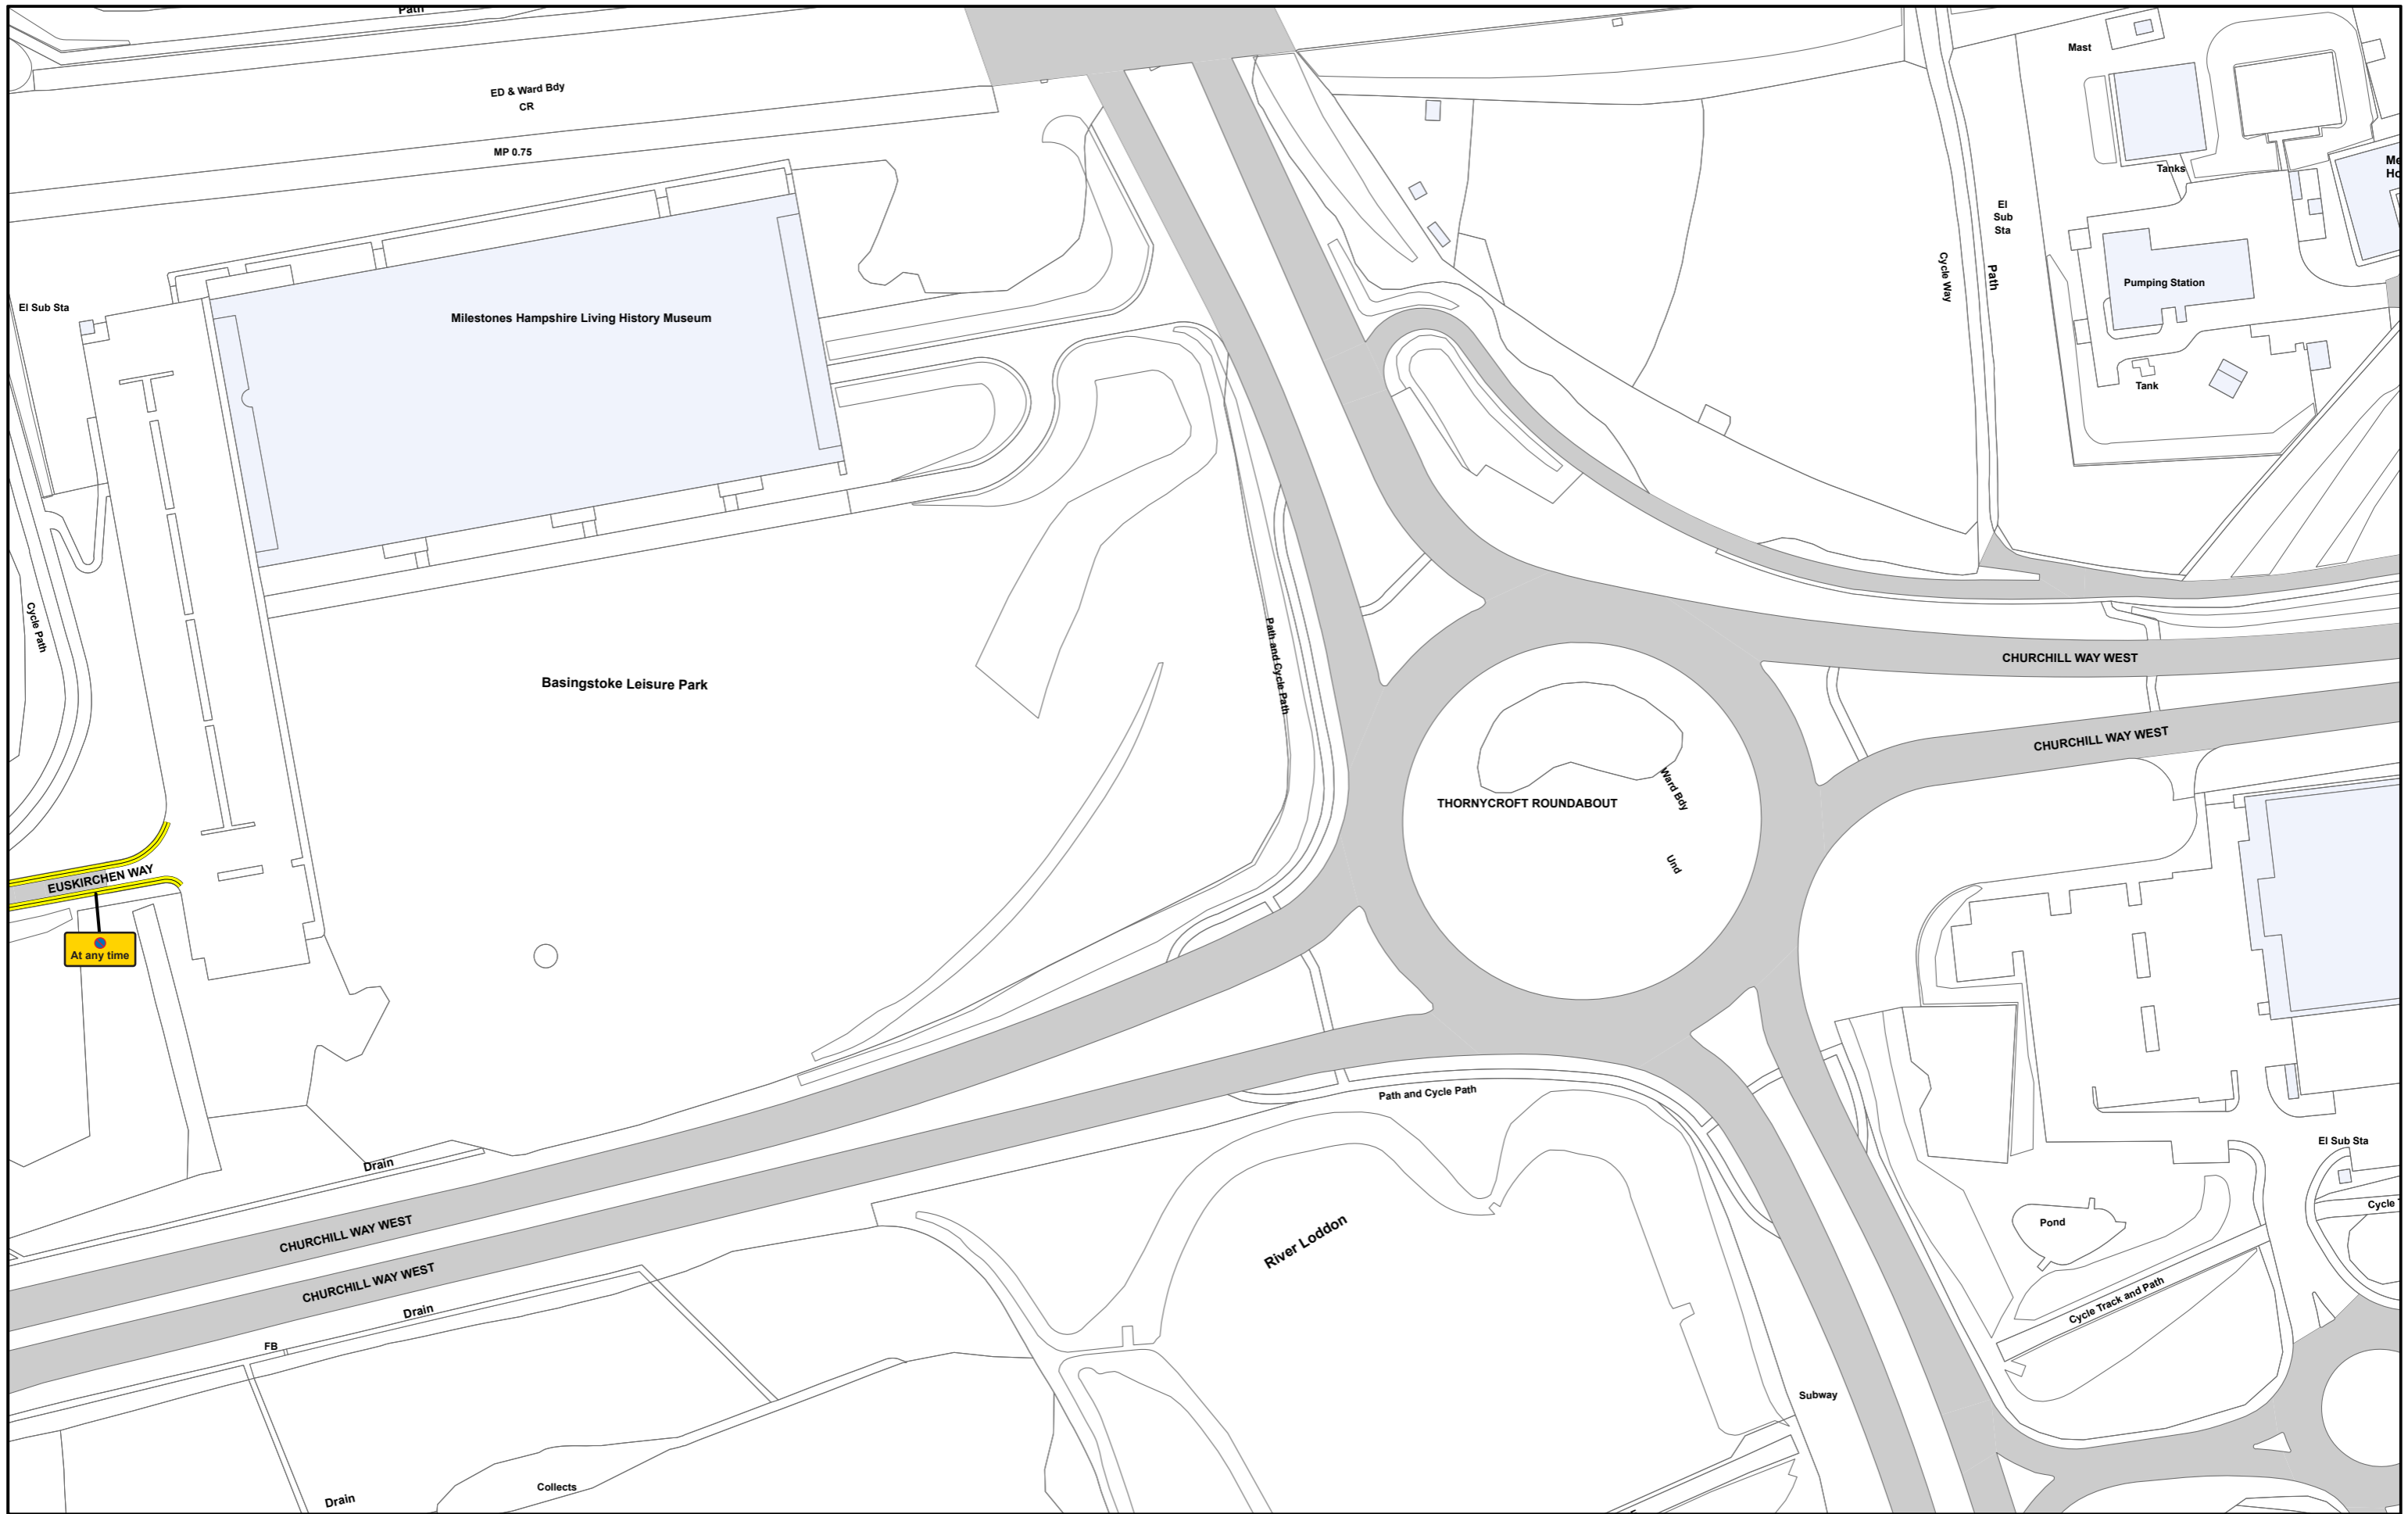 Path
Mast
ED & Ward Bdy
CR
MP 0.75
Tanks
El
Sub
Sta
Cycle Way
Path
Pumping Station
El Sub Sta
Milestones Hampshire Living History Museum
Tank
Cycle Path
Path and Cycle Path
CHURCHILL WAY WEST
Basingstoke Leisure Park
CHURCHILL WAY WEST
Ward Bdy
THORNYCROFT ROUNDABOUT
Und
EUSKIRCHEN WAY
At any time
Path and Cycle Path
El Sub Sta
Drain
Cycle
Pond
CHURCHILL WAY WEST
River Loddon
CHURCHILL WAY WEST
Cycle Track and Path
Drain
FB
Subway
Collects
Drain